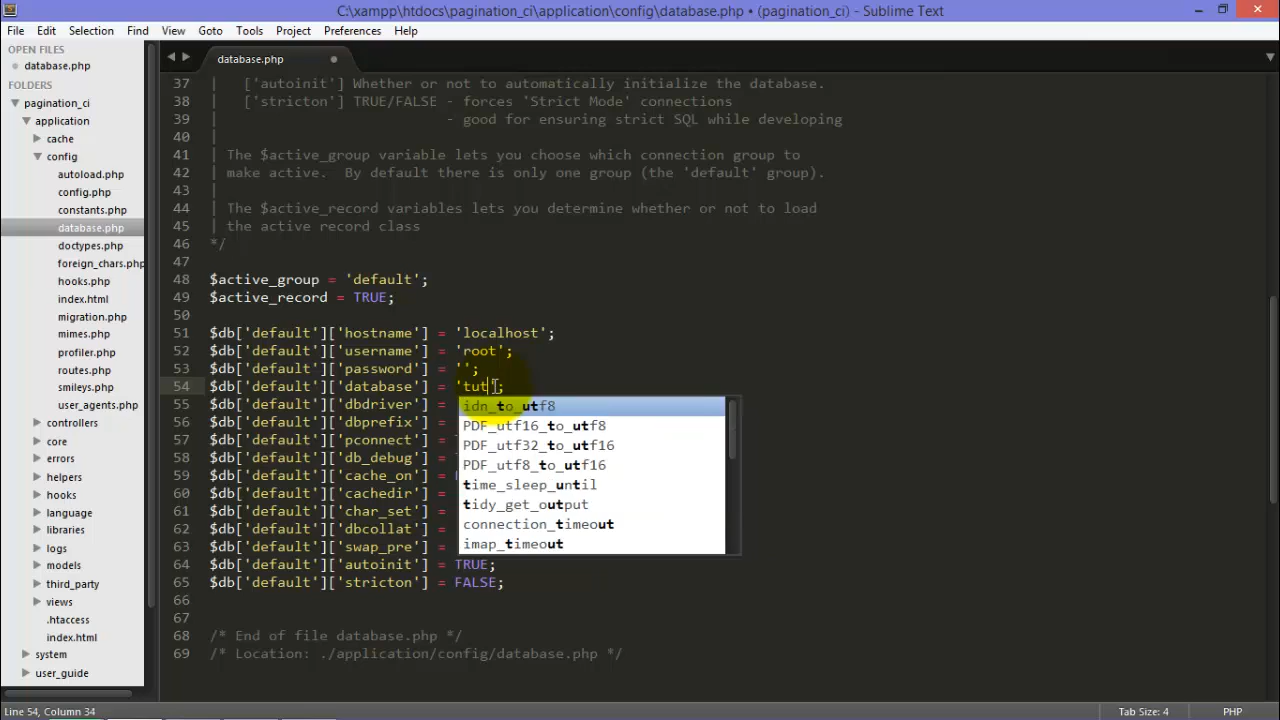 C:\xampp\htdocs\pagination_ci\application\config\database.php • (pagination_ci) - Sublime Text
File Edit Selection Find View Goto Tools Project Preferences Help
OPEN FILES
database.php
FOLDERS
pagination_ci
application
cache
config
autoload.php
config.php
constants.php
database.php
doctypes.php
foreign_chars.php
hooks.php
index.html
migration.php
mimes.php
profiler.php
routes.php
smileys.php
user_agents.php
controllers
core
errors
helpers
hooks
language
libraries
logs
models
third_party
views
.htaccess
index.html
system
user_guide
database.php
37 | ['autoinit'] Whether or not to automatically initialize the database.
38 | ['stricton'] TRUE/FALSE - forces 'Strict Mode' connections
39 | - good for ensuring strict SQL while developing
40 |
41 | The $active_group variable lets you choose which connection group to
42 | make active.  By default there is only one group (the 'default' group).
43 |
44 | The $active_record variables lets you determine whether or not to load
45 | the active record class
46 */
47
48 $active_group = 'default';
49 $active_record = TRUE;
50
51 $db['default']['hostname'] = 'localhost';
52 $db['default']['username'] = 'root';
53 $db['default']['password'] = '';
54 $db['default']['database'] = 'tut';
55 $db['default']['dbdriver'] =
56 $db['default']['dbprefix'] =
57 $db['default']['pconnect'] =
58 $db['default']['db_debug'] =
59 $db['default']['cache_on'] =
60 $db['default']['cachedir'] =
61 $db['default']['char_set'] =
62 $db['default']['dbcollat'] =
63 $db['default']['swap_pre'] =
64 $db['default']['autoinit'] = TRUE;
65 $db['default']['stricton'] = FALSE;
66
67
68 /* End of file database.php */
69 /* Location: ./application/config/database.php */
idn_to_utf8
PDF_utf16_to_utf8
PDF_utf32_to_utf16
PDF_utf8_to_utf16
time_sleep_until
tidy_get_output
connection_timeout
imap_timeout
Line 54, Column 34
Tab Size: 4
PHP